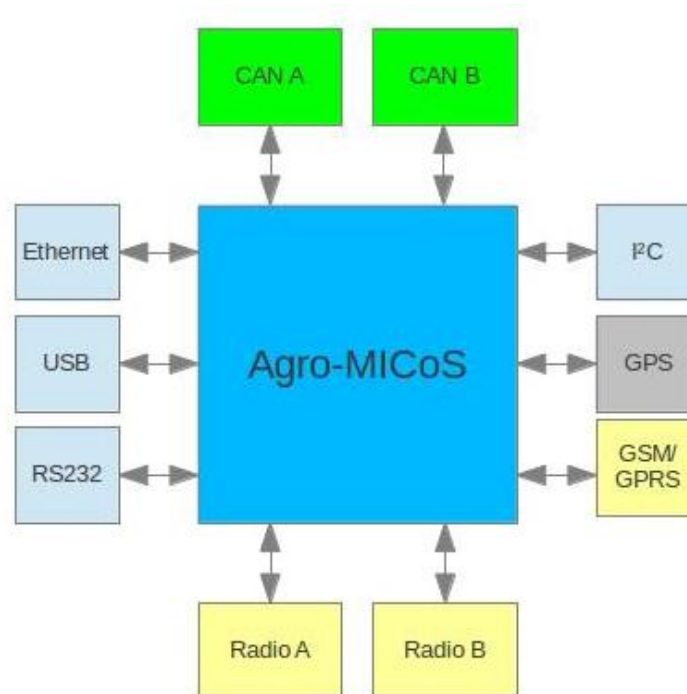 CAN A
CAN B
Ethernet
I²C
USB
Agro-MICoS
GPS
RS232
GSM/
GPRS
Radio A
Radio B